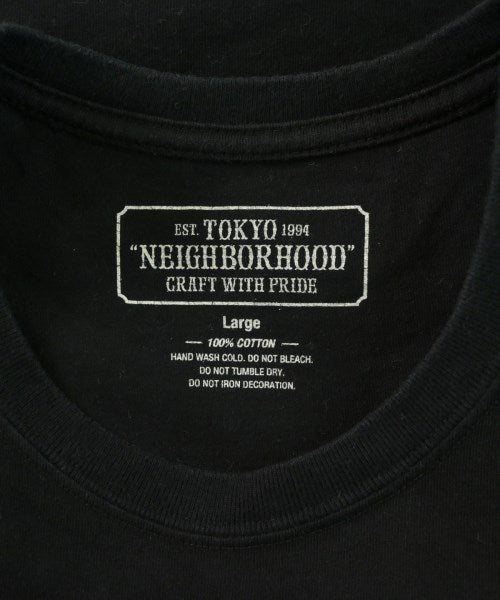 EST. TOKYO 1994
"NEIGHBORHOOD"
CRAFT WITH PRIDE
Large
100% COTTON
HAND WASH COLD. DO NOT BLEACH.
DO NOT TUMBLE DRY.
DO NOT IRON DECORATION.